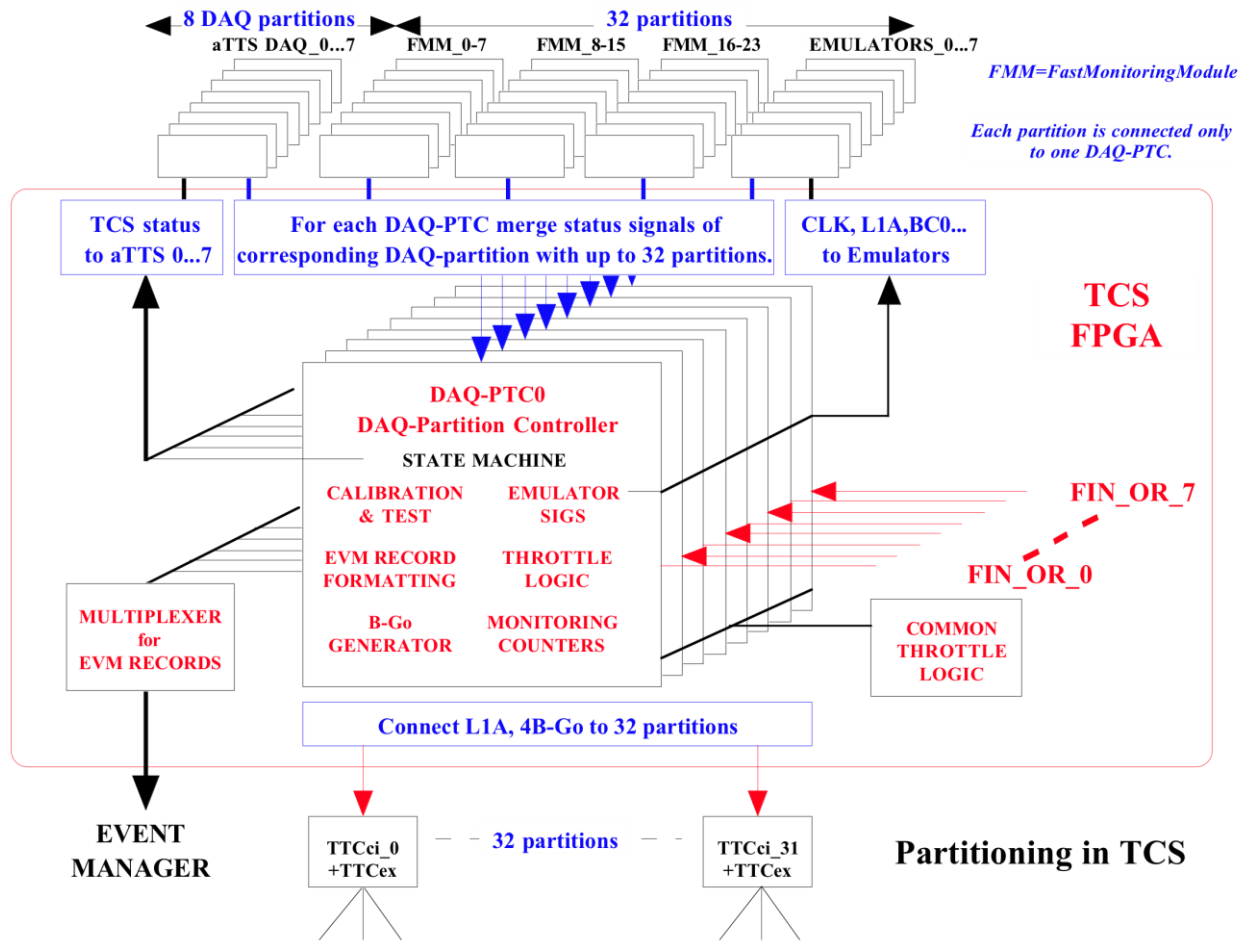 8 DAQ partitions
32 partitions
aTTS DAQ_0...7
FMM_0-7
FMM_8-15
FMM_16-23
EMULATORS_0...7
FMM=FastMonitoringModule
Each partition is connected only
to one DAQ-PTC.
TCS status
to aTTS 0...7
For each DAQ-PTC merge status signals of
corresponding DAQ-partition with up to 32 partitions.
CLK, L1A,BC0...
to Emulators
TCS
FPGA
DAQ-PTC0
DAQ-Partition Controller
STATE MACHINE
CALIBRATION
& TEST
EMULATOR
SIGS
EVM RECORD
FORMATTING
THROTTLE
LOGIC
B-Go
GENERATOR
MONITORING
COUNTERS
FIN_OR_7
FIN_OR_0
MULTIPLEXER
for
EVM RECORDS
COMMON
THROTTLE
LOGIC
Connect L1A, 4B-Go to 32 partitions
EVENT
MANAGER
TTCci_0
+TTCex
32 partitions
TTCci_31
+TTCex
Partitioning in TCS